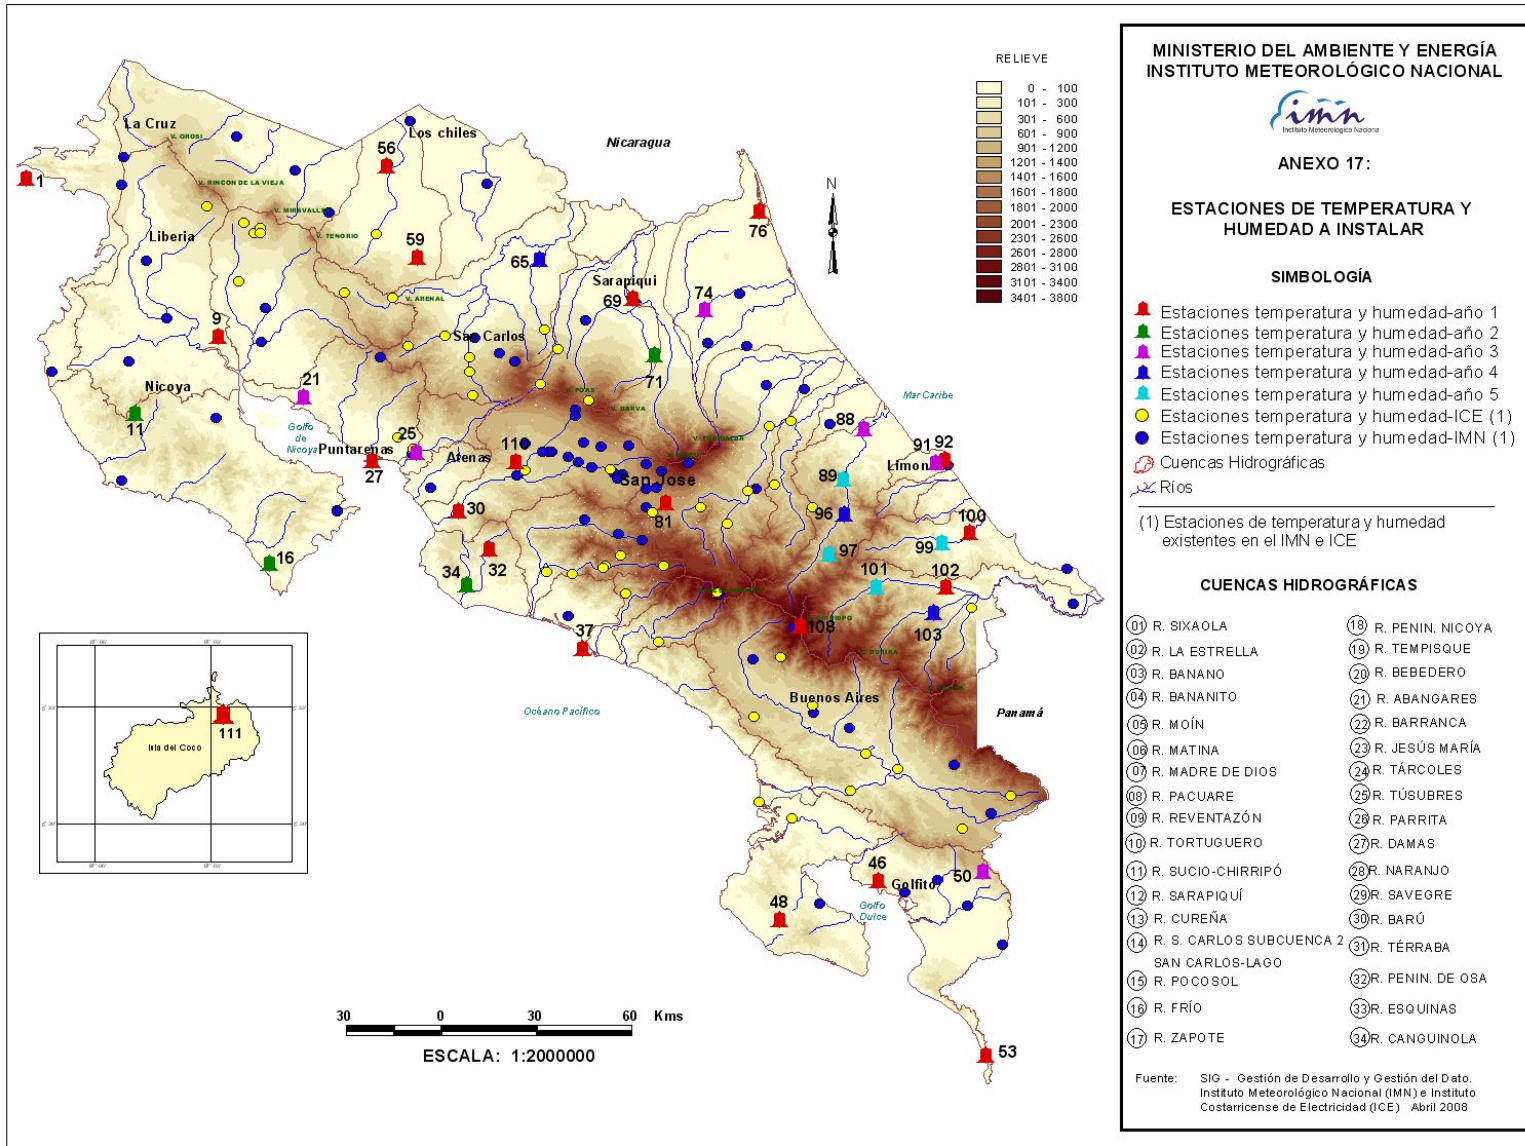 La Cruz
V. OROSI
Los chiles
Nicaragua
56
1
V. RINCON DE LA VIEJA
V. TENORIO
Liberia
59
65
76
Sarapiqui
69
74
V. ARENAL
9
San Carlos
21
71
Nicoya
11
V. POAS
V. BARVA
Mar Caribe
88
Golfo
de
Nicoya
Puntarenas
25
27
Atenas
110
91
92
Limon
89
San Jose
30
81
96
100
32
97
99
16
34
101
102
103
108
37
Buenos Aires
Océano Pacífico
Panamá
46
Golfito
50
48
Golfo
Dulce
53
Isla del Coco
111
N
RELIEVE
0 - 100
101 - 300
301 - 600
601 - 900
901 - 1200
1201 - 1400
1401 - 1600
1601 - 1800
1801 - 2000
2001 - 2300
2301 - 2600
2601 - 2800
2801 - 3100
3101 - 3400
3401 - 3800
30 0 30 60 Kms
ESCALA: 1:2000000
MINISTERIO DEL AMBIENTE Y ENERGÍA
INSTITUTO METEOROLÓGICO NACIONAL
imn
Instituto Meteorológico Nacional
ANEXO 17:
ESTACIONES DE TEMPERATURA Y
HUMEDAD A INSTALAR
SIMBOLOGÍA
Estaciones temperatura y humedad-año 1
Estaciones temperatura y humedad-año 2
Estaciones temperatura y humedad-año 3
Estaciones temperatura y humedad-año 4
Estaciones temperatura y humedad-año 5
Estaciones temperatura y humedad-ICE (1)
Estaciones temperatura y humedad-IMN (1)
Cuencas Hidrográficas
Ríos
(1) Estaciones de temperatura y humedad
existentes en el IMN e ICE
CUENCAS HIDROGRÁFICAS
01 R. SIXAOLA
02 R. LA ESTRELLA
03 R. BANANO
04 R. BANANITO
05 R. MOÍN
06 R. MATINA
07 R. MADRE DE DIOS
08 R. PACUARE
09 R. REVENTAZÓN
10 R. TORTUGUERO
11 R. SUCIO-CHIRRIPÓ
12 R. SARAPIQUÍ
13 R. CUREÑA
14 R. S. CARLOS SUBCUENCA 2
SAN CARLOS-LAGO
15 R. POCOSOL
16 R. FRÍO
17 R. ZAPOTE
18 R. PENIN. NICOYA
19 R. TEMPISQUE
20 R. BEBEDERO
21 R. ABANGARES
22 R. BARRANCA
23 R. JESÚS MARÍA
24 R. TÁRCOLES
25 R. TÚSUBRES
26 R. PARRITA
27 R. DAMAS
28 R. NARANJO
29 R. SAVEGRE
30 R. BARÚ
31 R. TÉRRABA
32 R. PENIN. DE OSA
33 R. ESQUINAS
34 R. CANGUINOLA
Fuente: SIG - Gestión de Desarrollo y Gestión del Dato.
Instituto Meteorológico Nacional (IMN) e Instituto
Costarricense de Electricidad (ICE) Abril 2008